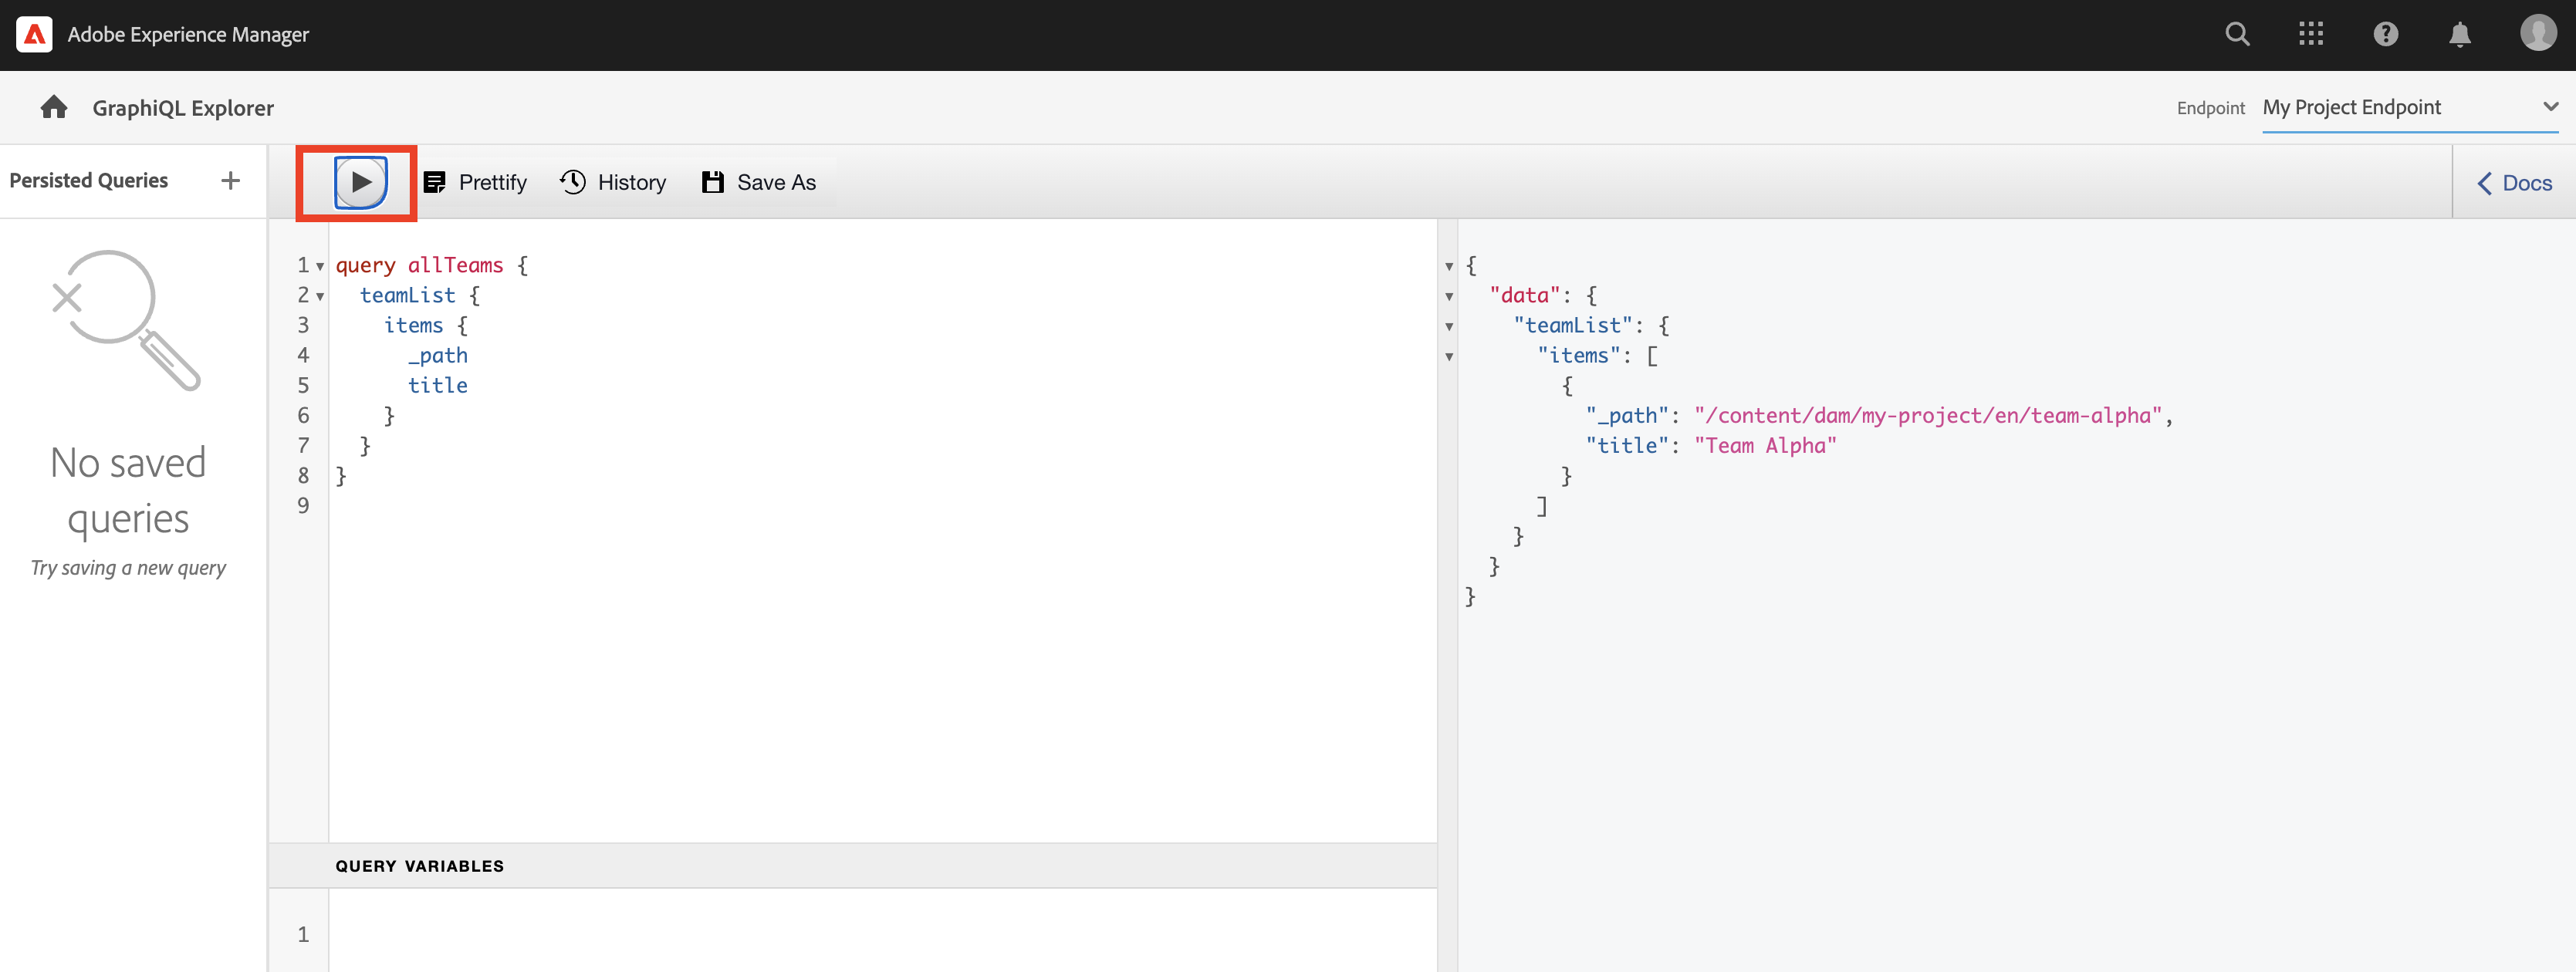 Adobe Experience Manager
GraphiQL Explorer
Endpoint My Project Endpoint
Persisted Queries +
Prettify
History
Save As
Docs
No saved
queries
Try saving a new query
1 query allTeams {
2   teamList {
3     items {
4       _path
5       title
6     }
7   }
8 }
9
QUERY VARIABLES
1
{
  "data": {
    "teamList": {
      "items": [
        {
          "_path": "/content/dam/my-project/en/team-alpha",
          "title": "Team Alpha"
        }
      ]
    }
  }
}